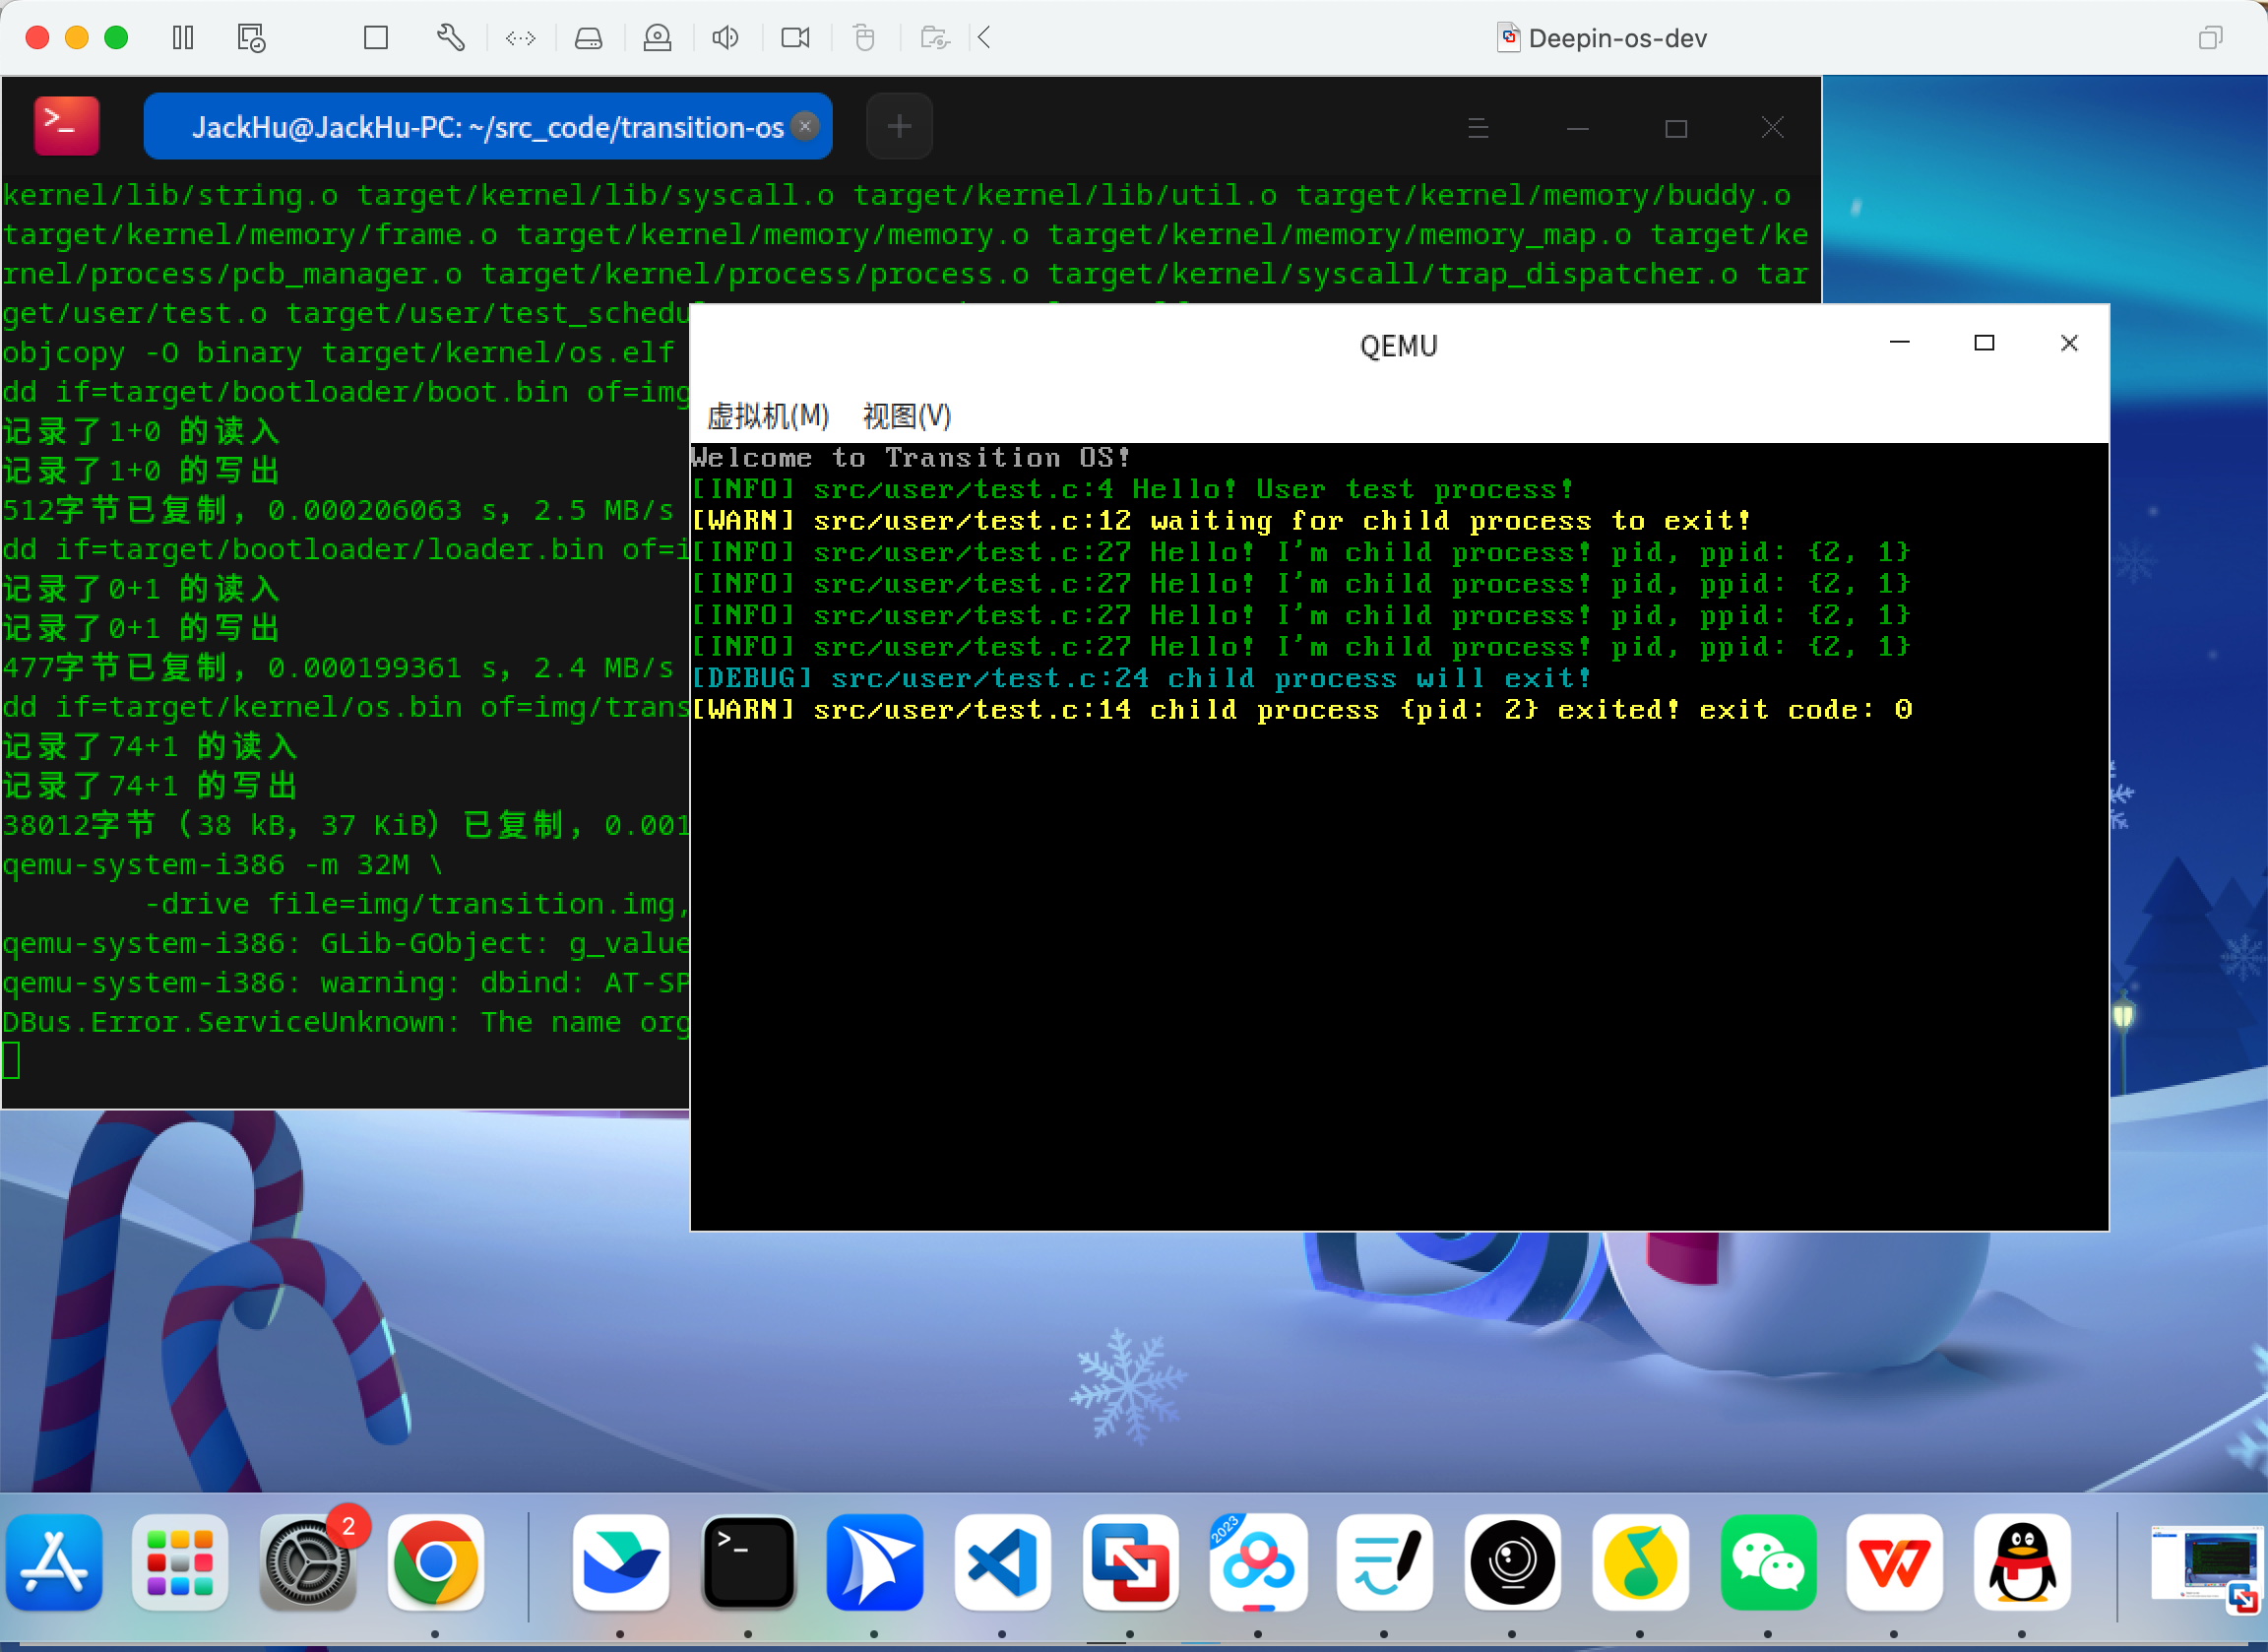 Deepin-os-dev
JackHu@JackHu-PC: ~/src_code/transition-os
kernel/lib/string.o target/kernel/lib/syscall.o target/kernel/lib/util.o target/kernel/memory/buddy.o
target/kernel/memory/frame.o target/kernel/memory/memory.o target/kernel/memory/memory_map.o target/ke
rnel/process/pcb_manager.o target/kernel/process/process.o target/kernel/syscall/trap_dispatcher.o tar
get/user/test.o target/user/test_schedu
objcopy -O binary target/kernel/os.elf
dd if=target/bootloader/boot.bin of=img
记录了1+0 的读入
记录了1+0 的写出
512字节已复制，0.000206063 s，2.5 MB/s
dd if=target/bootloader/loader.bin of=i
记录了0+1 的读入
记录了0+1 的写出
477字节已复制，0.000199361 s，2.4 MB/s
dd if=target/kernel/os.bin of=img/trans
记录了74+1 的读入
记录了74+1 的写出
38012字节（38 kB，37 KiB）已复制，0.001
qemu-system-i386 -m 32M \
-drive file=img/transition.img,
qemu-system-i386: GLib-GObject: g_value
qemu-system-i386: warning: dbind: AT-SP
DBus.Error.ServiceUnknown: The name org
QEMU
虚拟机(M) 视图(V)
Welcome to Transition OS!
[INFO] src/user/test.c:4 Hello! User test process!
[WARN] src/user/test.c:12 waiting for child process to exit!
[INFO] src/user/test.c:27 Hello! I'm child process! pid, ppid: {2, 1}
[INFO] src/user/test.c:27 Hello! I'm child process! pid, ppid: {2, 1}
[INFO] src/user/test.c:27 Hello! I'm child process! pid, ppid: {2, 1}
[INFO] src/user/test.c:27 Hello! I'm child process! pid, ppid: {2, 1}
[DEBUG] src/user/test.c:24 child process will exit!
[WARN] src/user/test.c:14 child process {pid: 2} exited! exit code: 0
2
2023